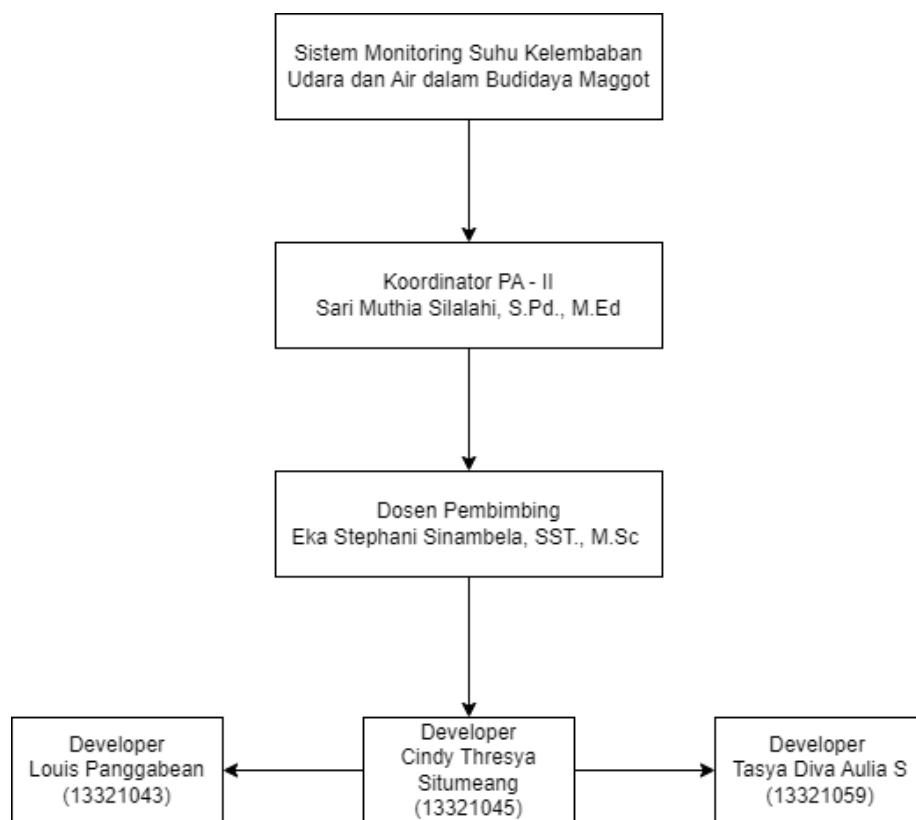 Sistem Monitoring Suhu Kelembaban
Udara dan Air dalam Budidaya Maggot
Koordinator PA - II
Sari Muthia Silalahi, S.Pd., M.Ed
Dosen Pembimbing
Eka Stephani Sinambela, SST., M.Sc
Developer
Louis Panggabean
(13321043)
Developer
Cindy Thresya
Situmeang
(13321045)
Developer
Tasya Diva Aulia S
(13321059)